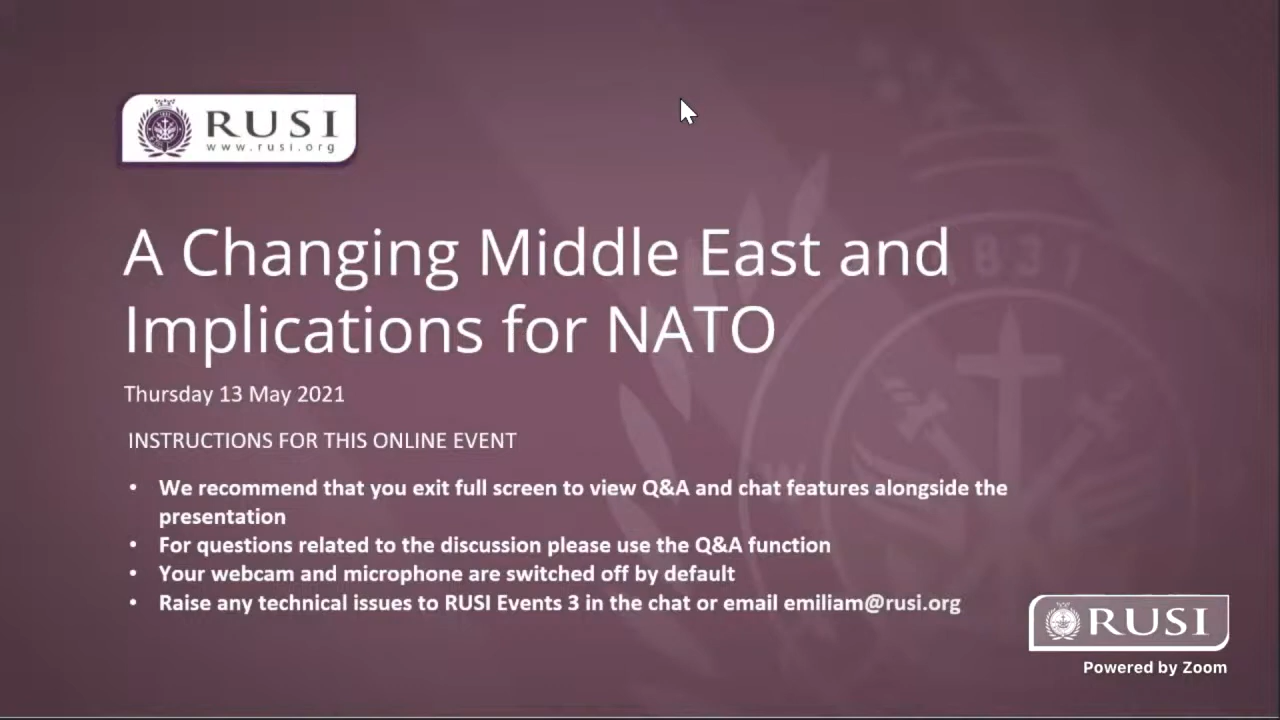 RUSI
www.rusi.org
A Changing Middle East and
Implications for NATO
Thursday 13 May 2021
INSTRUCTIONS FOR THIS ONLINE EVENT
• We recommend that you exit full screen to view Q&A and chat features alongside the
presentation
• For questions related to the discussion please use the Q&A function
• Your webcam and microphone are switched off by default
• Raise any technical issues to RUSI Events 3 in the chat or email emiliam@rusi.org
RUSI
Powered by Zoom